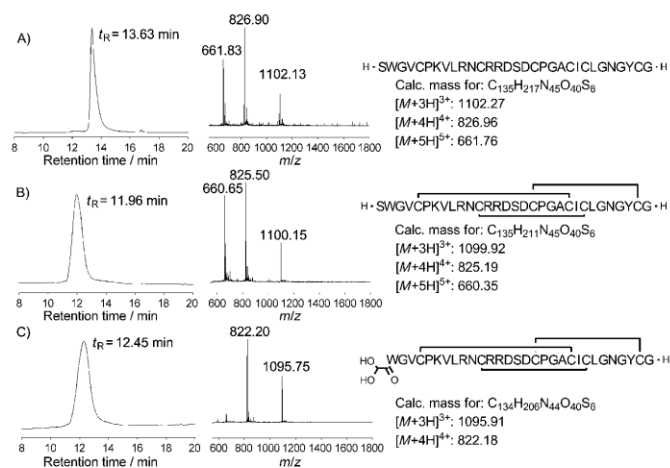 A)
tR = 13.63 min
8 10 12 14 16 18 20
Retention time / min
826.90
661.83
1102.13
600 800 1000 1200 1400 1600 1800
m/z
H-SWGVCPKVLRNCRRDSDCPGACICLGNGYCG-H
Calc. mass for: C135H217N45O40S6
[M+3H]3+: 1102.27
[M+4H]4+: 826.96
[M+5H]5+: 661.76
B)
tR = 11.96 min
8 10 12 14 16 18 20
Retention time / min
825.50
660.65
1100.15
600 800 1000 1200 1400 1600 1800
m/z
H-SWGVCPKVLRNCRRDSDCPGACICLGNGYCG-H
Calc. mass for: C135H211N45O40S6
[M+3H]3+: 1099.92
[M+4H]4+: 825.19
[M+5H]5+: 660.35
C)
tR = 12.45 min
8 10 12 14 16 18 20
Retention time / min
822.20
1095.75
600 800 1000 1200 1400 1600 1800
m/z
HO
HO
O
WGVCPKVLRNCRRDSDCPGACICLGNGYCG-H
Calc. mass for: C134H206N44O40S6
[M+3H]3+: 1095.91
[M+4H]4+: 822.18